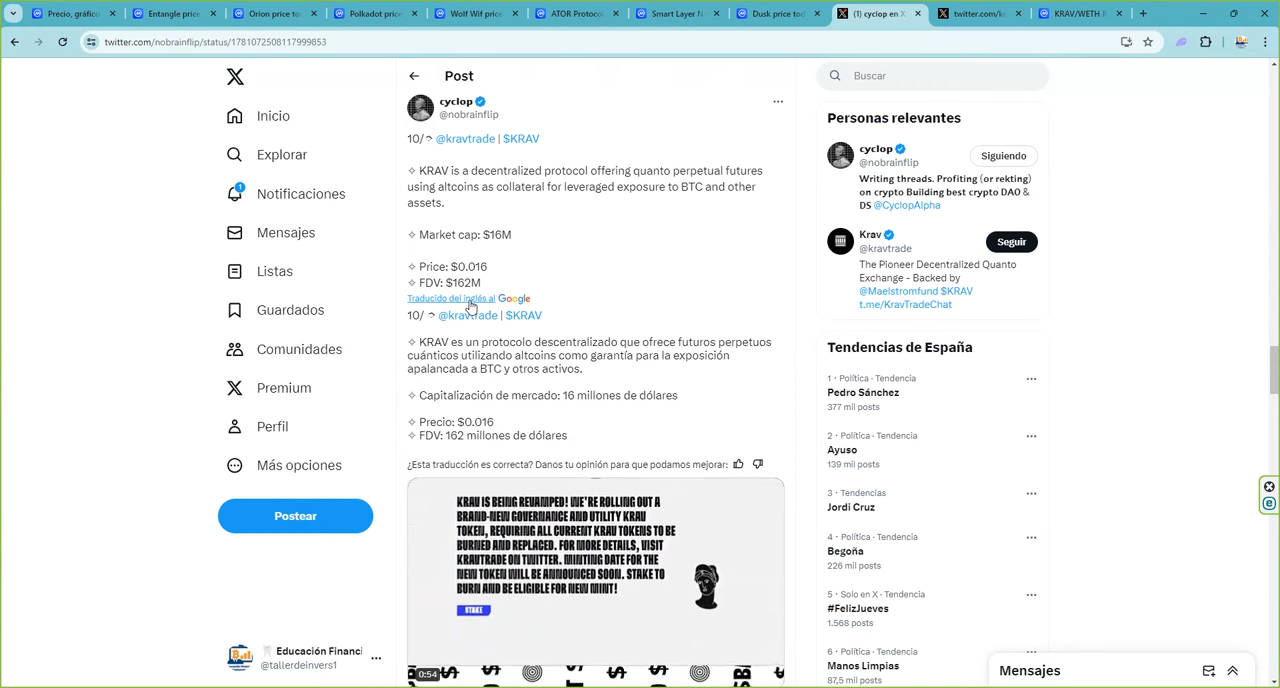 Precio, gráfico
Entangle price
Orion price to
Polkadot price
Wolf Wif price
ATOR Protocol
Smart Layer N
Dusk price tod
(1) cyclop en X
twitter.com/kr
KRAV/WETH
twitter.com/nobrainflip/status/1781072508117999853
Inicio
Explorar
1
Notificaciones
Mensajes
Listas
Guardados
Comunidades
Premium
Perfil
Más opciones
Postear
Educación Financi
@tallerdeinvers1
Post
cyclop
@nobrainflip
10/ @kravtrade | $KRAV
✧ KRAV is a decentralized protocol offering quanto perpetual futures
using altcoins as collateral for leveraged exposure to BTC and other
assets.
✧ Market cap: $16M
✧ Price: $0.016
✧ FDV: $162M
Traducido del inglés al Google
10/ @kravtrade | $KRAV
✧ KRAV es un protocolo descentralizado que ofrece futuros perpetuos
cuánticos utilizando altcoins como garantía para la exposición
apalancada a BTC y otros activos.
✧ Capitalización de mercado: 16 millones de dólares
✧ Precio: $0.016
✧ FDV: 162 millones de dólares
¿Esta traducción es correcta? Danos tu opinión para que podamos mejorar:
KRAV IS BEING REVAMPED! WE'RE ROLLING OUT A
BRAND-NEW GOVERNANCE AND UTILITY KRAV
TOKEN, REQUIRING ALL CURRENT KRAV TOKENS TO BE
BURNED AND REPLACED. FOR MORE DETAILS, VISIT
KRAVTRADE ON TWITTER. MINTING DATE FOR THE
NEW TOKEN WILL BE ANNOUNCED SOON. STAKE TO
BURN AND BE ELIGIBLE FOR NEW MINT!
STAKE
0:54
Buscar
Personas relevantes
cyclop
@nobrainflip
Siguiendo
Writing threads. Profiting (or rekting)
on crypto Building best crypto DAO &
DS @CyclopAlpha
Krav
@kravtrade
Seguir
The Pioneer Decentralized Quanto
Exchange - Backed by
@Maelstromfund $KRAV
t.me/KravTradeChat
Tendencias de España
1 · Política · Tendencia
Pedro Sánchez
377 mil posts
2 · Política · Tendencia
Ayuso
139 mil posts
3 · Tendencias
Jordi Cruz
4 · Política · Tendencia
Begoña
226 mil posts
5 · Solo en X · Tendencia
#FelizJueves
1.568 posts
6 · Política · Tendencia
Manos Limpias
87,5 mil posts
Mensajes